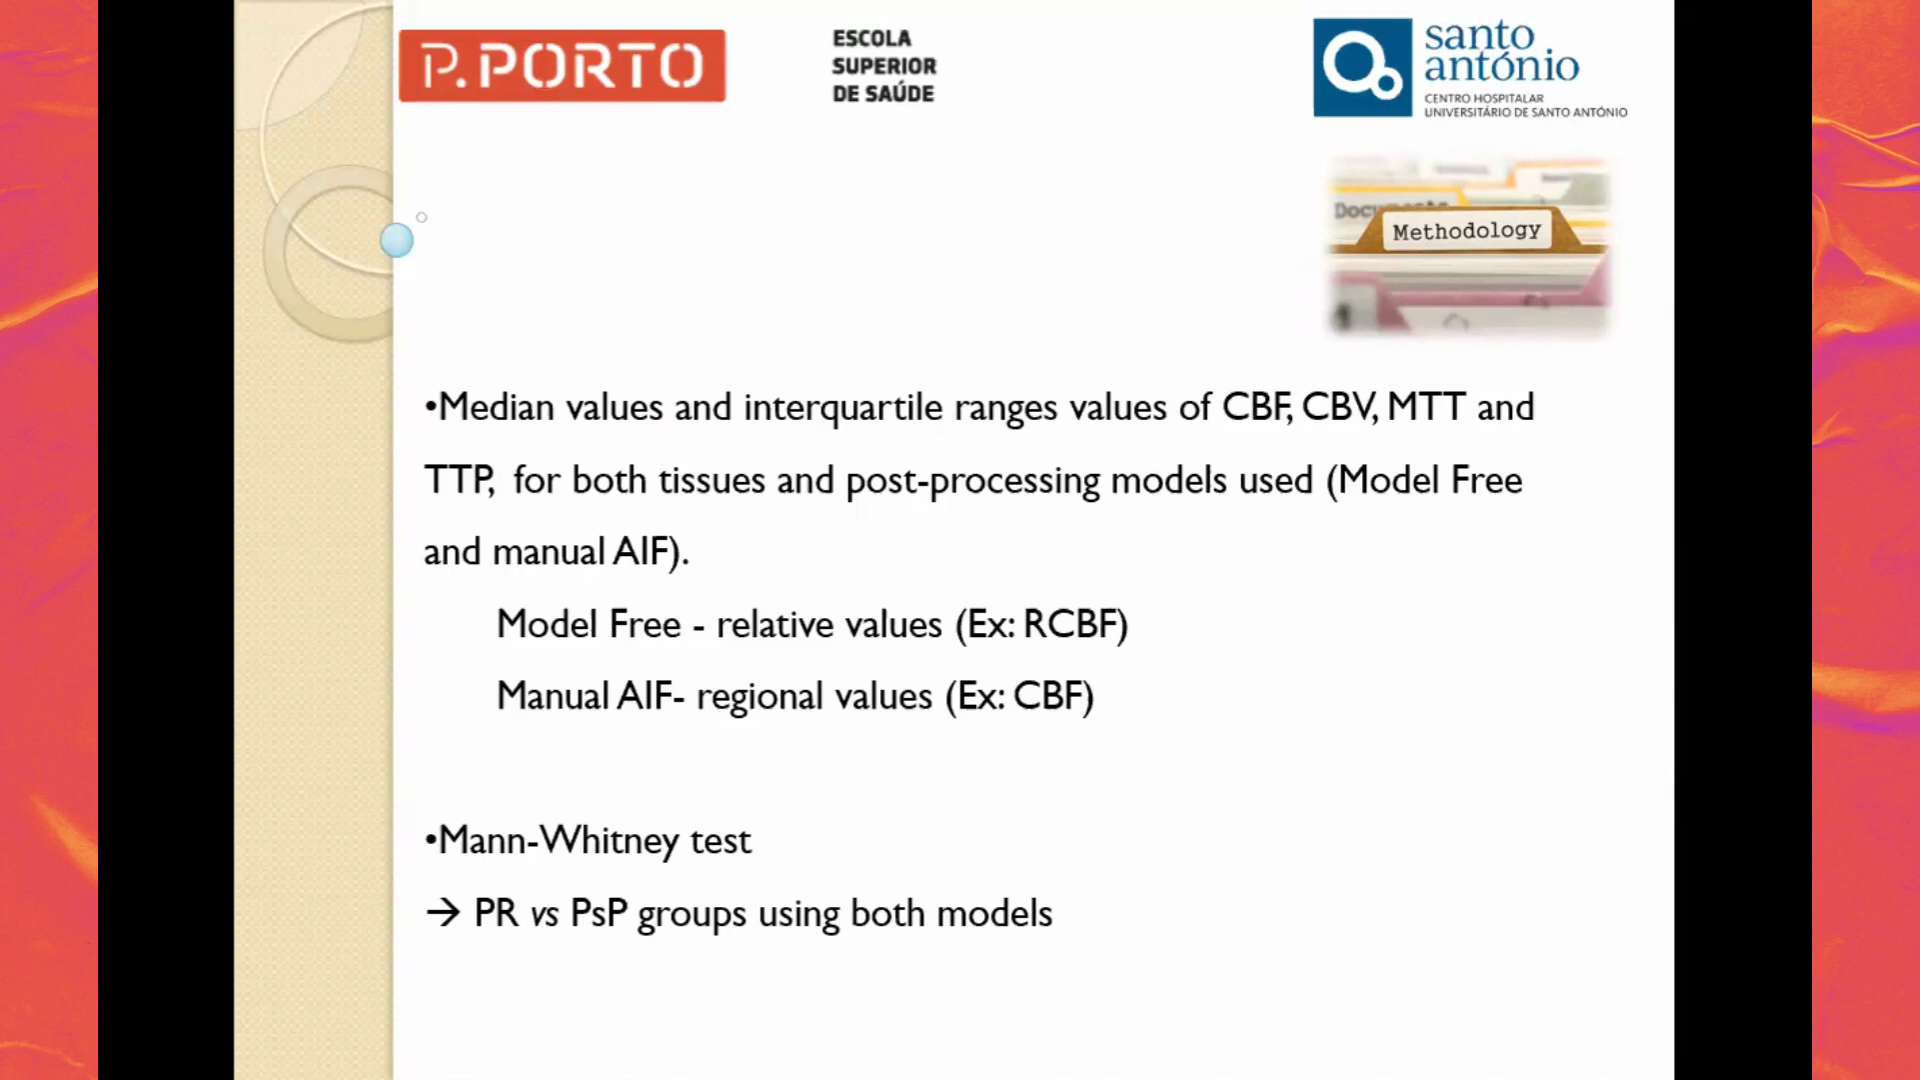 P.PORTO
ESCOLA
SUPERIOR
DE SAÚDE
santo
antónio
CENTRO HOSPITALAR
UNIVERSITÁRIO DE SANTO ANTÓNIO
Documents
Methodology
•Median values and interquartile ranges values of CBF, CBV, MTT and
TTP, for both tissues and post-processing models used (Model Free
and manual AIF).
Model Free - relative values (Ex: RCBF)
Manual AIF- regional values (Ex: CBF)
•Mann-Whitney test
→ PR vs PsP groups using both models